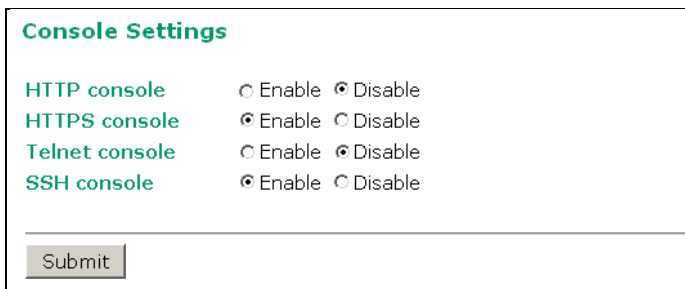 Console Settings
HTTP console Enable Disable
HTTPS console Enable Disable
Telnet console Enable Disable
SSH console Enable Disable
Submit